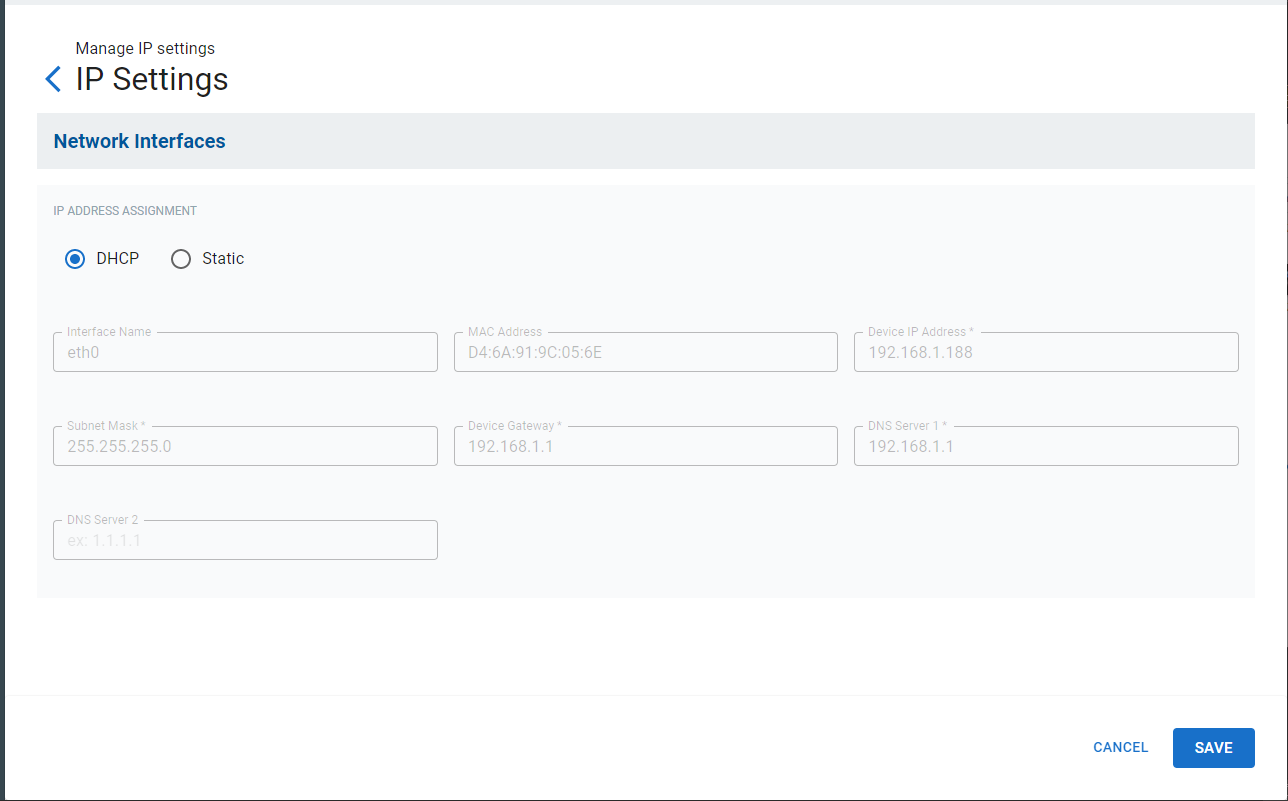 Manage IP settings
IP Settings
Network Interfaces
IP ADDRESS ASSIGNMENT
DHCP Static
Interface Name MAC Address Device IP Address *
eth0 D4:6A:91:9C:05:6E 192.168.1.188
Subnet Mask * Device Gateway * DNS Server 1 *
255.255.255.0 192.168.1.1 192.168.1.1
DNS Server 2
ex: 1.1.1.1
CANCEL SAVE